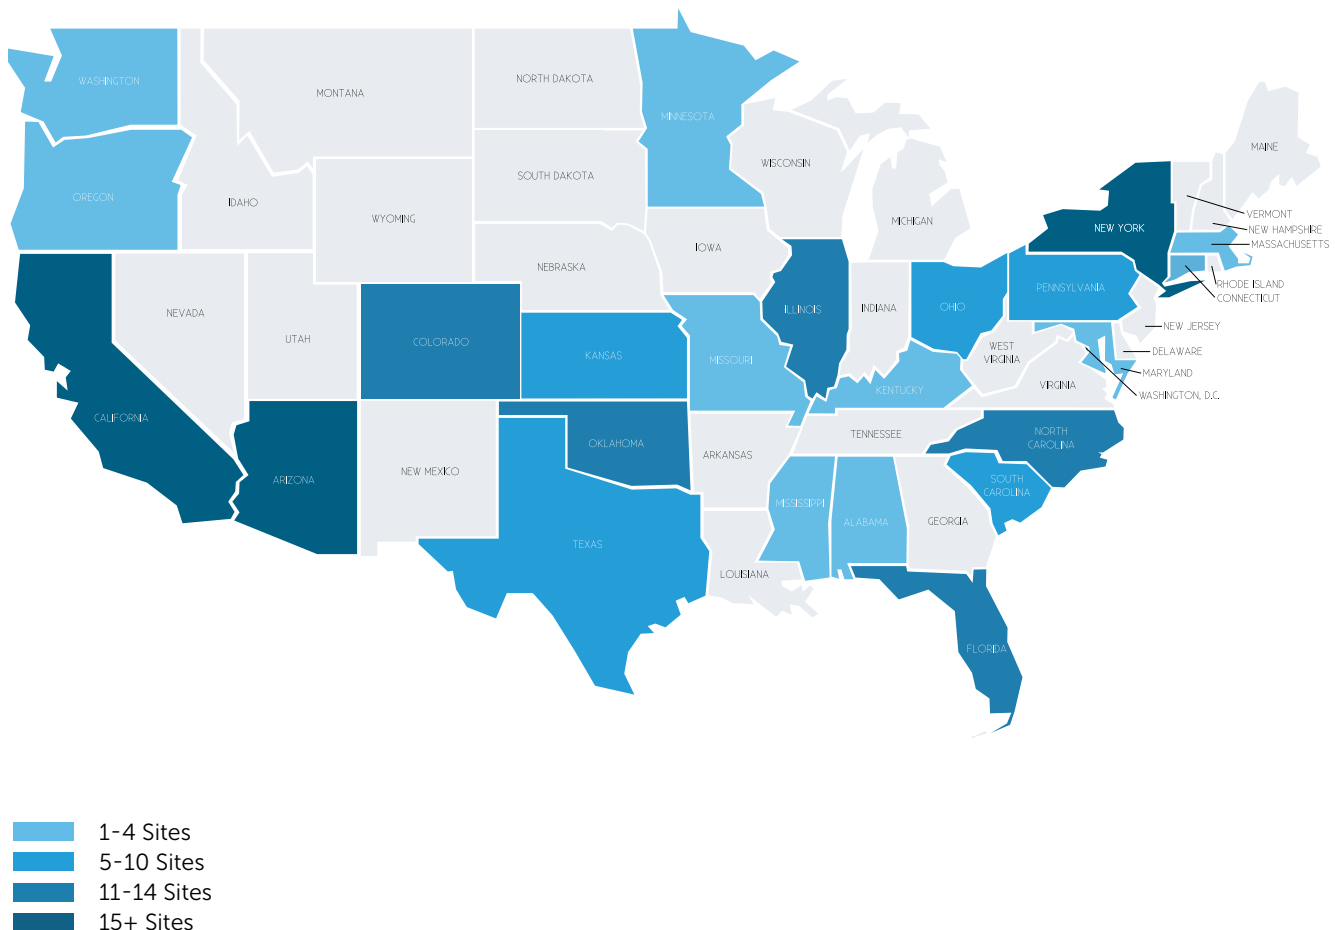 WASHINGTON
MONTANA
NORTH DAKOTA
MINNESOTA
OREGON
IDAHO
WYOMING
SOUTH DAKOTA
WISCONSIN
MICHIGAN
MAINE
VERMONT
NEW HAMPSHIRE
MASSACHUSETTS
NEW YORK
RHODE ISLAND
CONNECTICUT
NEVADA
UTAH
COLORADO
NEBRASKA
IOWA
ILLINOIS
INDIANA
OHIO
PENNSYLVANIA
NEW JERSEY
DELAWARE
MARYLAND
WASHINGTON, D.C.
KANSAS
MISSOURI
KENTUCKY
WEST
VIRGINIA
VIRGINIA
CALIFORNIA
ARIZONA
NEW MEXICO
OKLAHOMA
ARKANSAS
TENNESSEE
NORTH
CAROLINA
SOUTH
CAROLINA
TEXAS
LOUISIANA
MISSISSIPPI
ALABAMA
GEORGIA
FLORIDA
1-4 Sites
5-10 Sites
11-14 Sites
15+ Sites